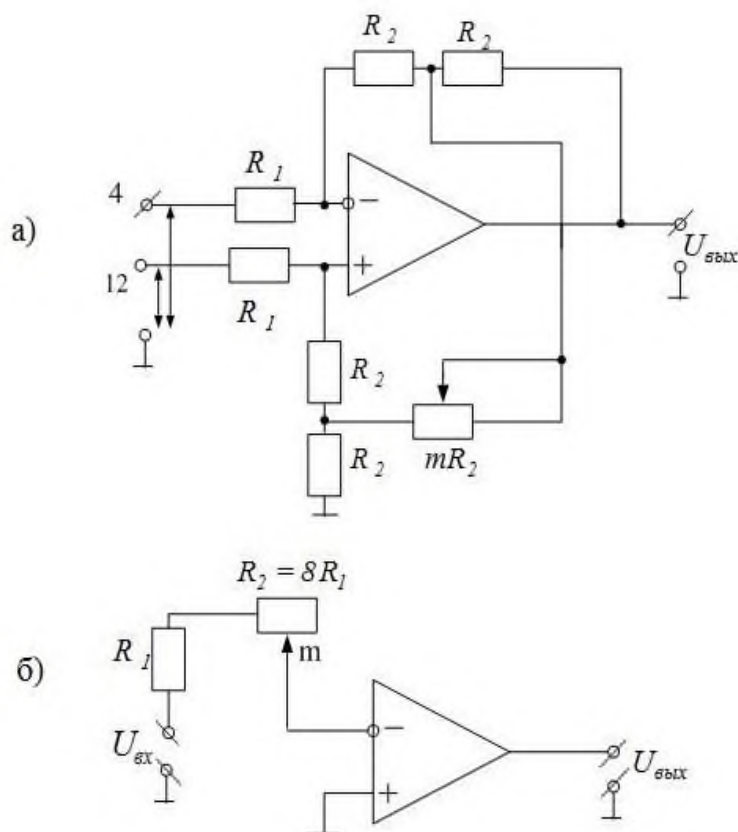 R₂ R₂
4 R₁ −
а)
12 R₁ + Uвых
R₂
R₂ mR₂
R₂ = 8R₁
R₁ m
б)
Uвх − Uвых
+